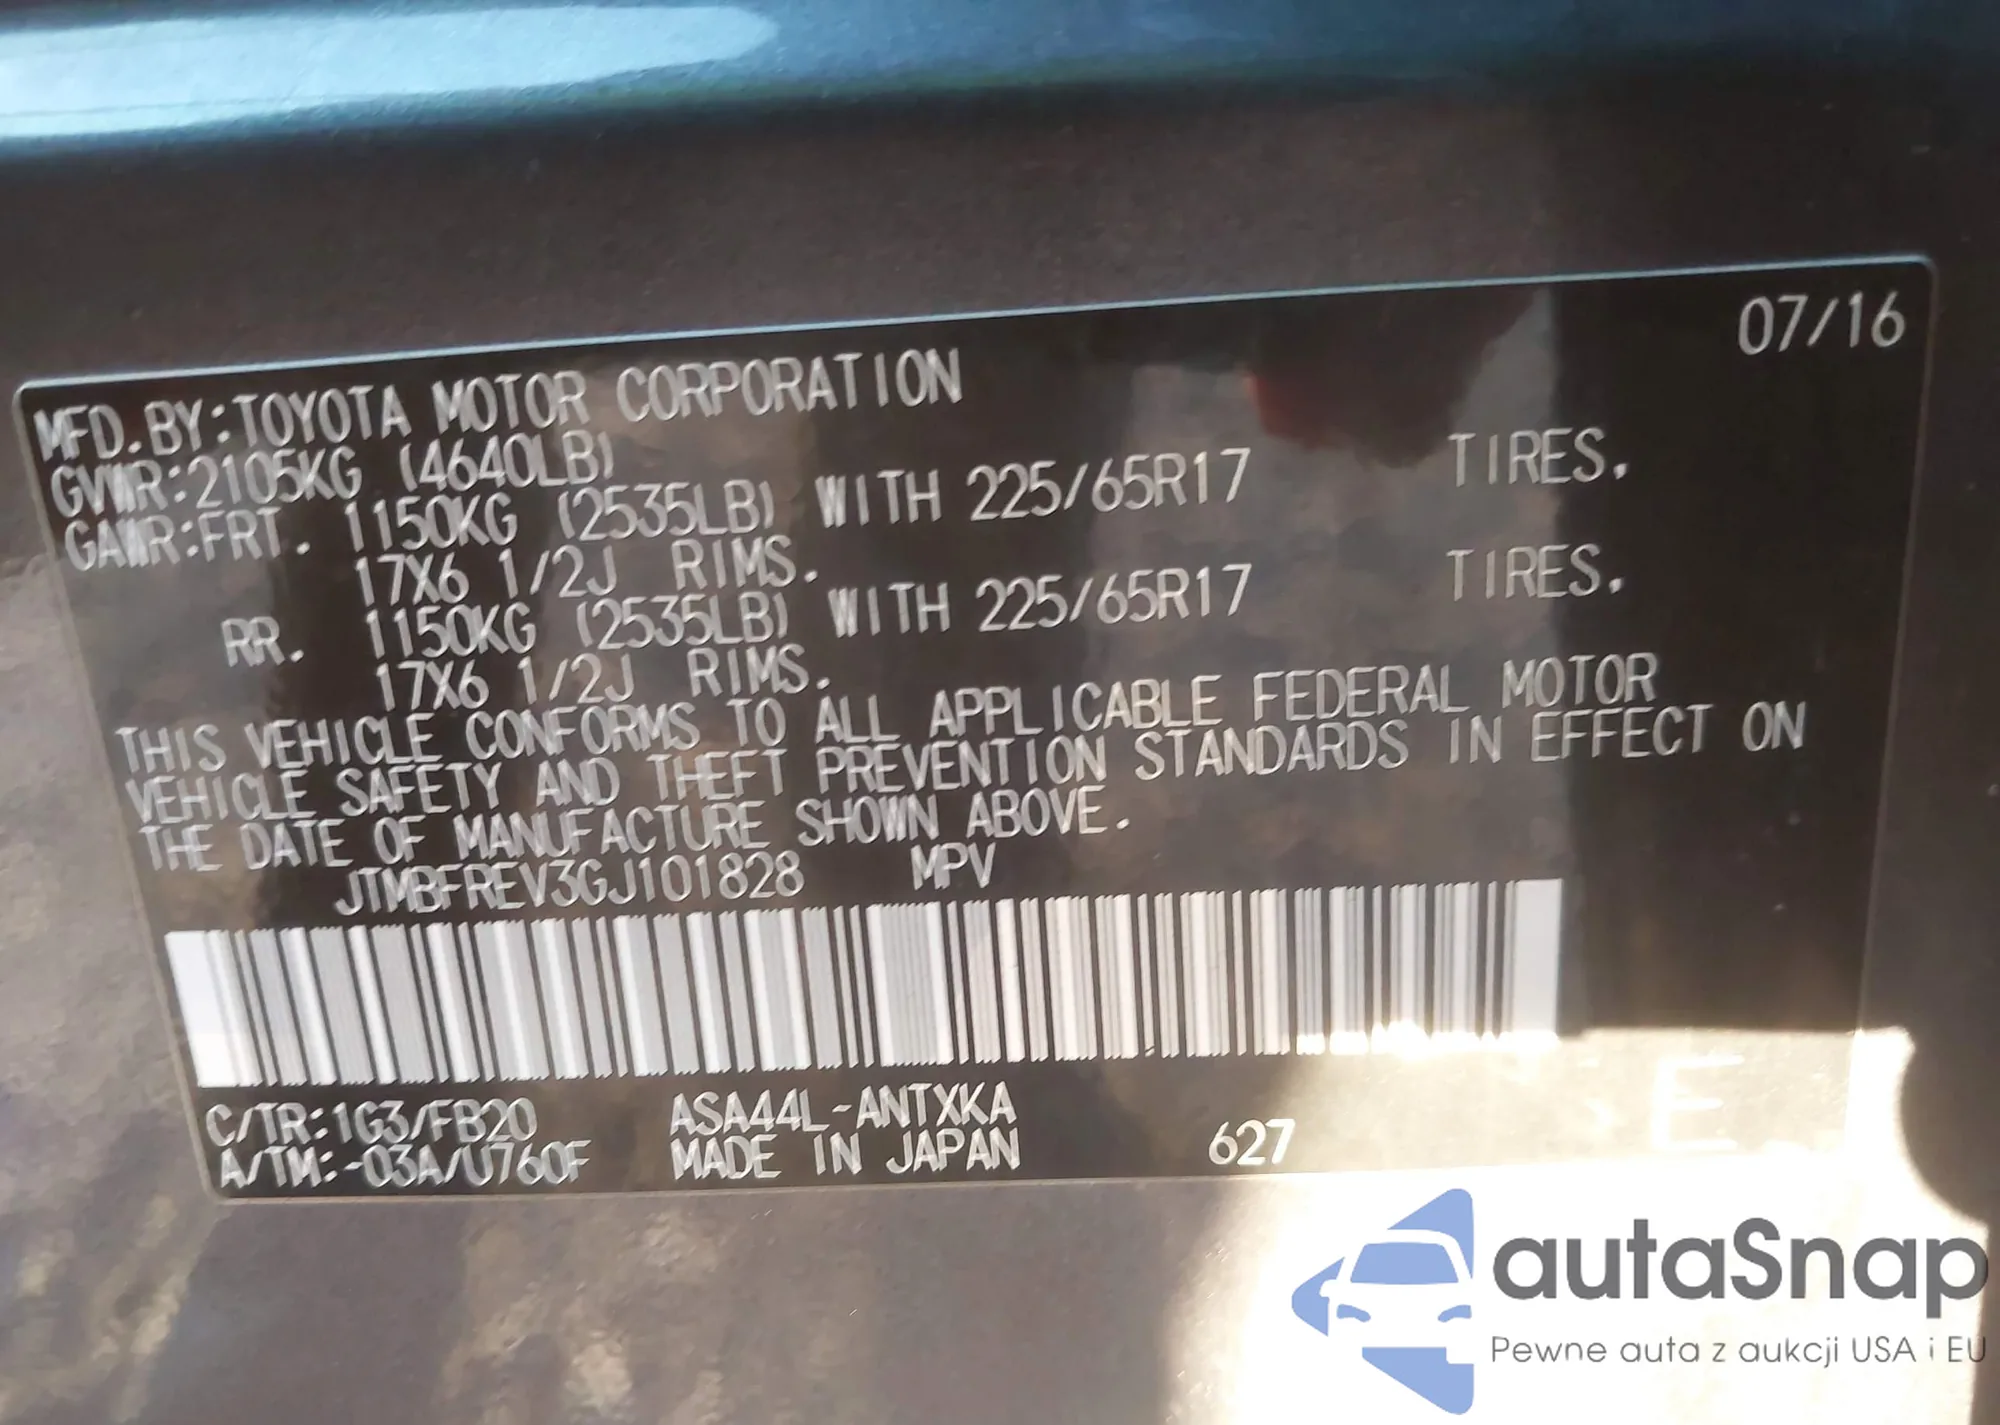 07/16
MFD.BY:TOYOTA MOTOR CORPORATION
GVWR:2105KG (4640LB)
GAWR:FRT. 1150KG (2535LB) WITH 225/65R17 TIRES.
17X6 1/2J RIMS.
RR. 1150KG (2535LB) WITH 225/65R17 TIRES.
17X6 1/2J RIMS.
THIS VEHICLE CONFORMS TO ALL APPLICABLE FEDERAL MOTOR
VEHICLE SAFETY AND THEFT PREVENTION STANDARDS IN EFFECT ON
THE DATE OF MANUFACTURE SHOWN ABOVE.
JTMBFREV3GJ101828 MPV
C/TR:1G3/FB20 ASA44L-ANTXKA
A/TM:-03A/U760F MADE IN JAPAN 627
E
autaSnap
Pewne auta z aukcji USA i EU